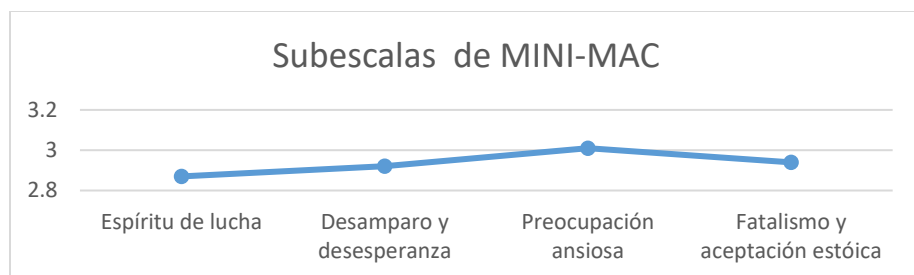 Subescalas de MINI-MAC
3.2
3
2.8
Espíritu de lucha
Desamparo y
desesperanza
Preocupación
ansiosa
Fatalismo y
aceptación estóica